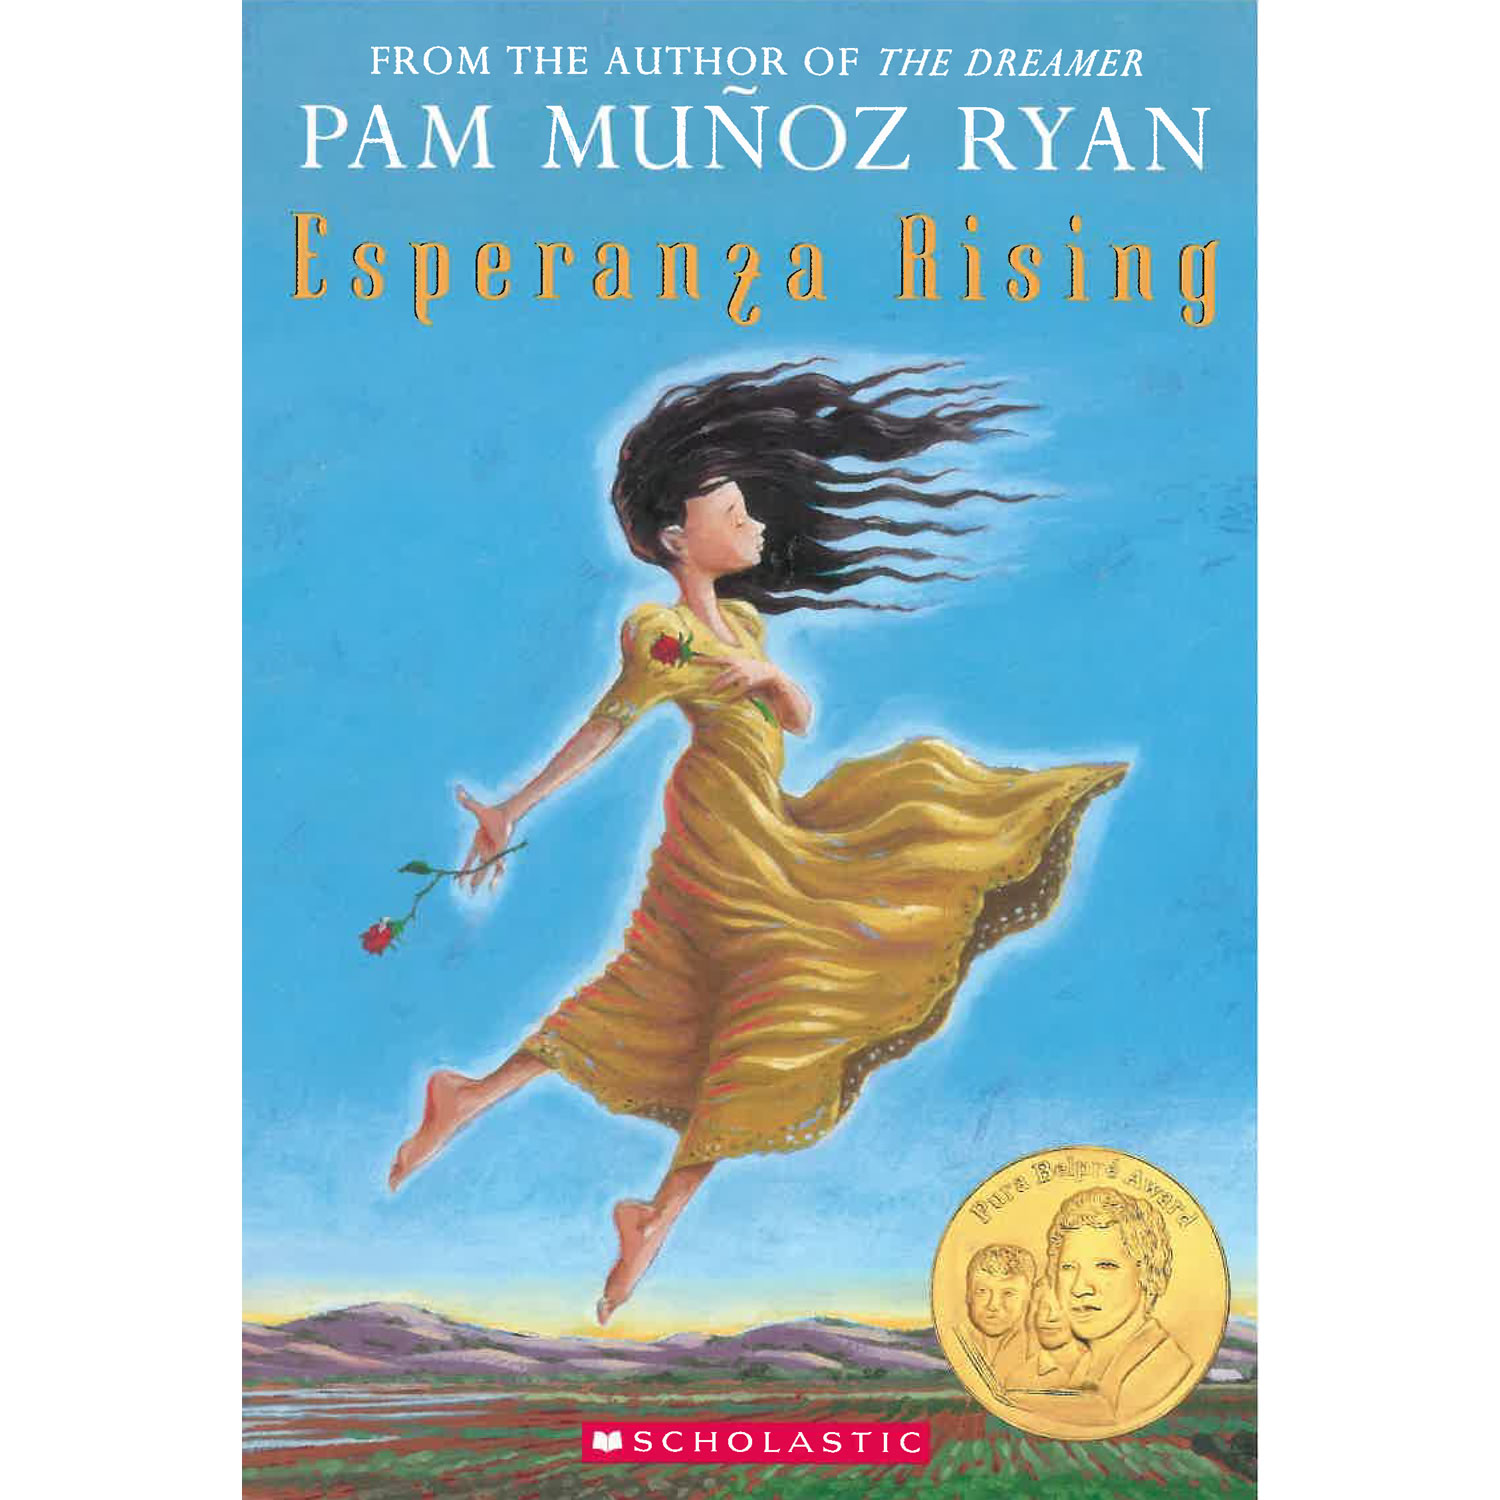 FROM THE AUTHOR OF THE DREAMER
PAM MUÑOZ RYAN
Esperanza Rising
Pura Belpré Award
SCHOLASTIC